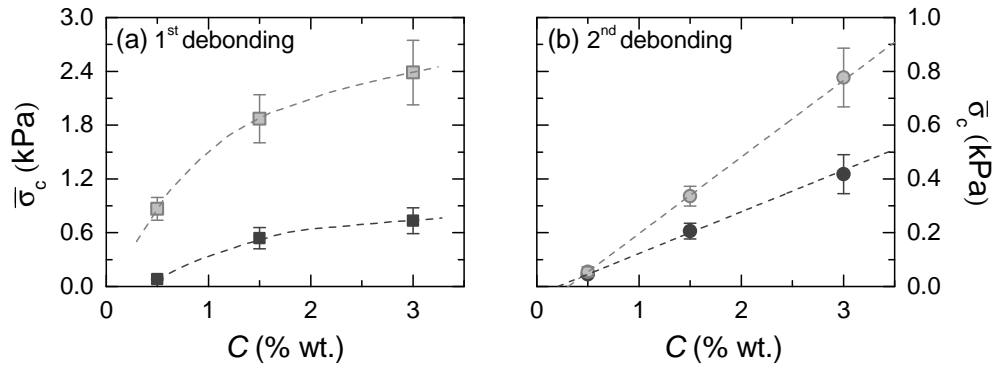 (a) 1st debonding
3.0
2.4
1.8
1.2
0.6
0.0
σ̅c (kPa)
0 1 2 3
C (% wt.)
(b) 2nd debonding
1.0
0.8
0.6
0.4
0.2
0.0
σ̅c (kPa)
0 1 2 3
C (% wt.)